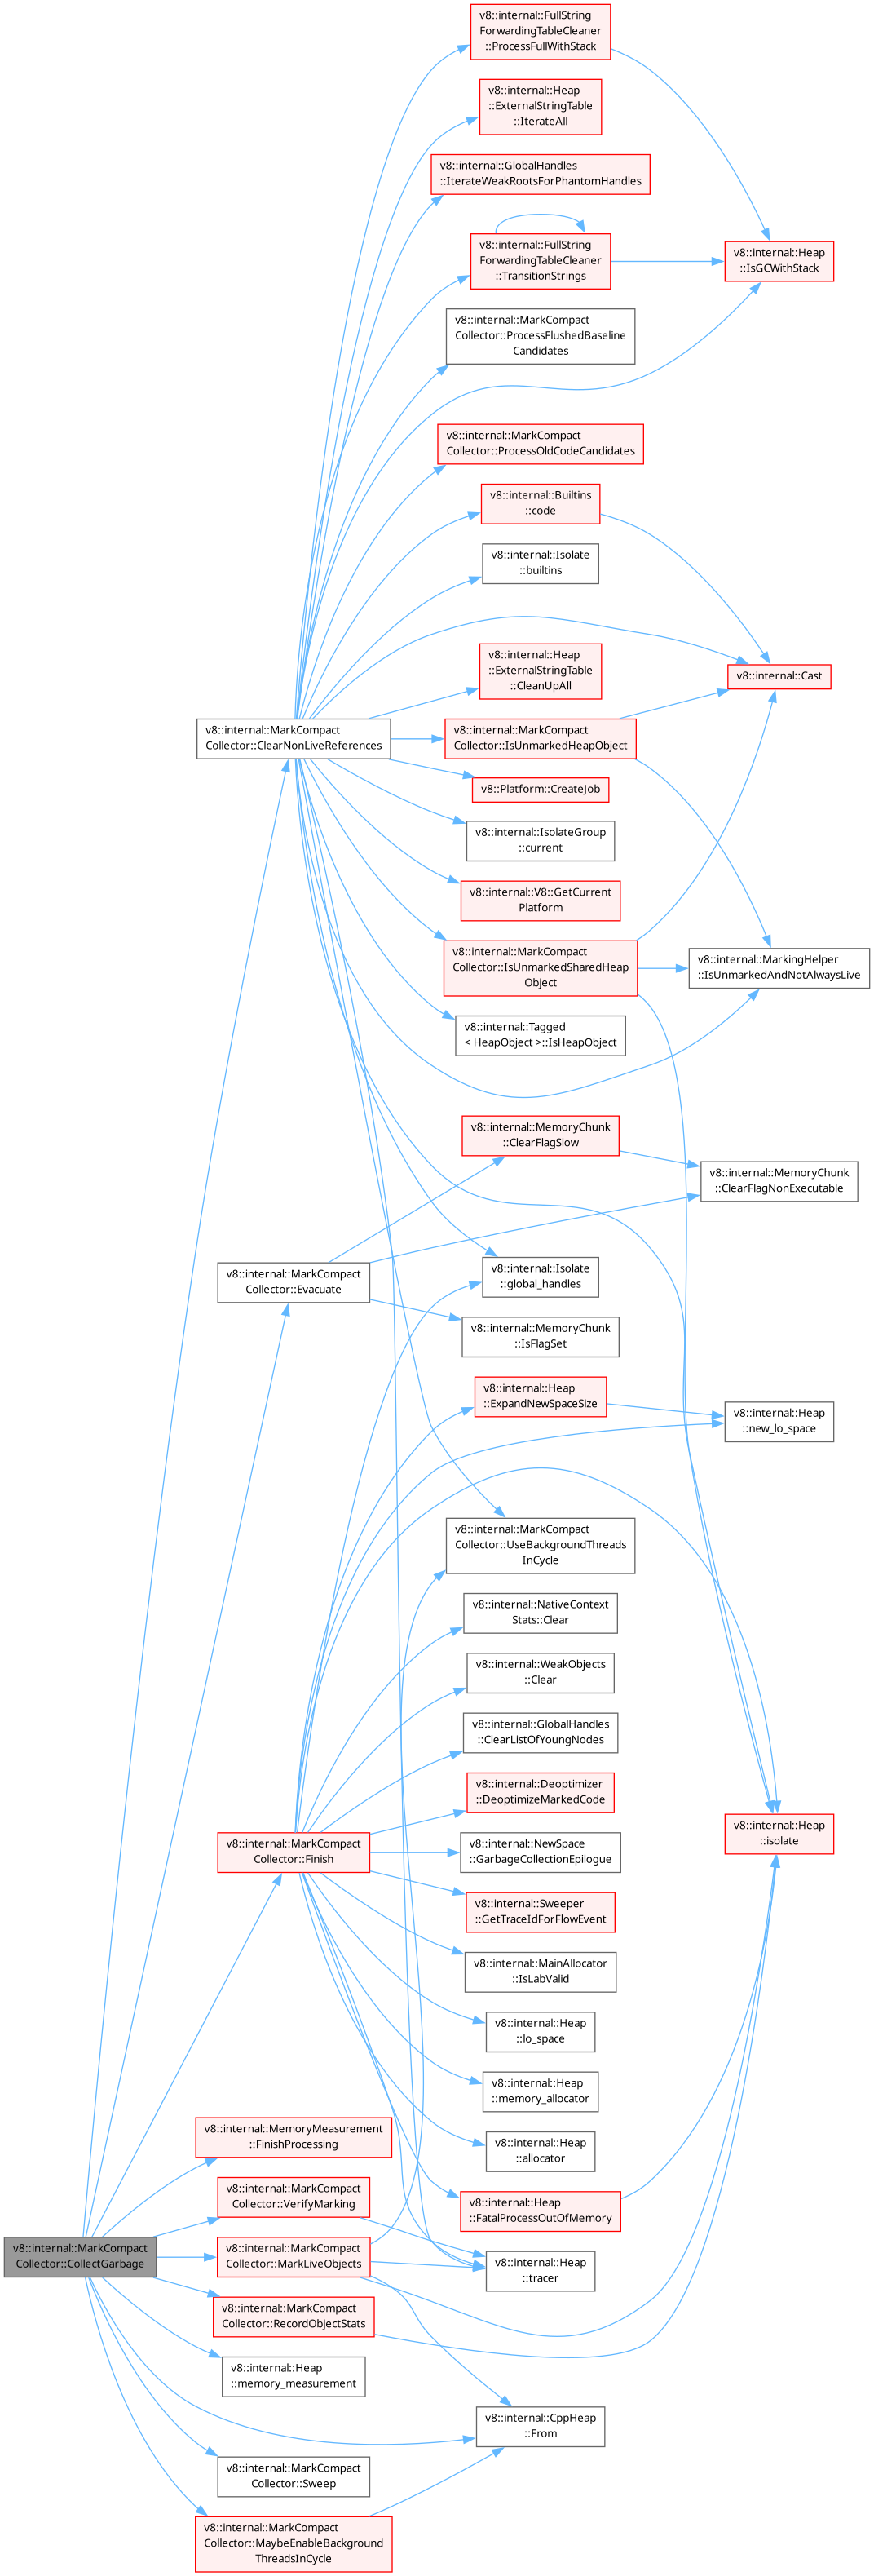 v8::internal::FullString
ForwardingTableCleaner
::ProcessFullWithStack
v8::internal::Heap
::ExternalStringTable
::IterateAll
v8::internal::GlobalHandles
::IterateWeakRootsForPhantomHandles
v8::internal::FullString
ForwardingTableCleaner
::TransitionStrings
v8::internal::Heap
::IsGCWithStack
v8::internal::MarkCompact
Collector::ProcessFlushedBaseline
Candidates
v8::internal::MarkCompact
Collector::ProcessOldCodeCandidates
v8::internal::Builtins
::code
v8::internal::Isolate
::builtins
v8::internal::Heap
::ExternalStringTable
::CleanUpAll
v8::internal::Cast
v8::internal::MarkCompact
Collector::ClearNonLiveReferences
v8::internal::MarkCompact
Collector::IsUnmarkedHeapObject
v8::Platform::CreateJob
v8::internal::IsolateGroup
::current
v8::internal::V8::GetCurrent
Platform
v8::internal::MarkCompact
Collector::IsUnmarkedSharedHeap
Object
v8::internal::MarkingHelper
::IsUnmarkedAndNotAlwaysLive
v8::internal::Tagged
< HeapObject >::IsHeapObject
v8::internal::MemoryChunk
::ClearFlagSlow
v8::internal::MemoryChunk
::ClearFlagNonExecutable
v8::internal::MarkCompact
Collector::Evacuate
v8::internal::Isolate
::global_handles
v8::internal::MemoryChunk
::IsFlagSet
v8::internal::Heap
::ExpandNewSpaceSize
v8::internal::Heap
::new_lo_space
v8::internal::MarkCompact
Collector::UseBackgroundThreads
InCycle
v8::internal::NativeContext
Stats::Clear
v8::internal::WeakObjects
::Clear
v8::internal::GlobalHandles
::ClearListOfYoungNodes
v8::internal::Deoptimizer
::DeoptimizeMarkedCode
v8::internal::Heap
::isolate
v8::internal::MarkCompact
Collector::Finish
v8::internal::NewSpace
::GarbageCollectionEpilogue
v8::internal::Sweeper
::GetTraceIdForFlowEvent
v8::internal::MainAllocator
::IsLabValid
v8::internal::Heap
::lo_space
v8::internal::Heap
::memory_allocator
v8::internal::MemoryMeasurement
::FinishProcessing
v8::internal::Heap
::allocator
v8::internal::MarkCompact
Collector::VerifyMarking
v8::internal::Heap
::FatalProcessOutOfMemory
v8::internal::MarkCompact
Collector::CollectGarbage
v8::internal::MarkCompact
Collector::MarkLiveObjects
v8::internal::Heap
::tracer
v8::internal::MarkCompact
Collector::RecordObjectStats
v8::internal::Heap
::memory_measurement
v8::internal::CppHeap
::From
v8::internal::MarkCompact
Collector::Sweep
v8::internal::MarkCompact
Collector::MaybeEnableBackground
ThreadsInCycle